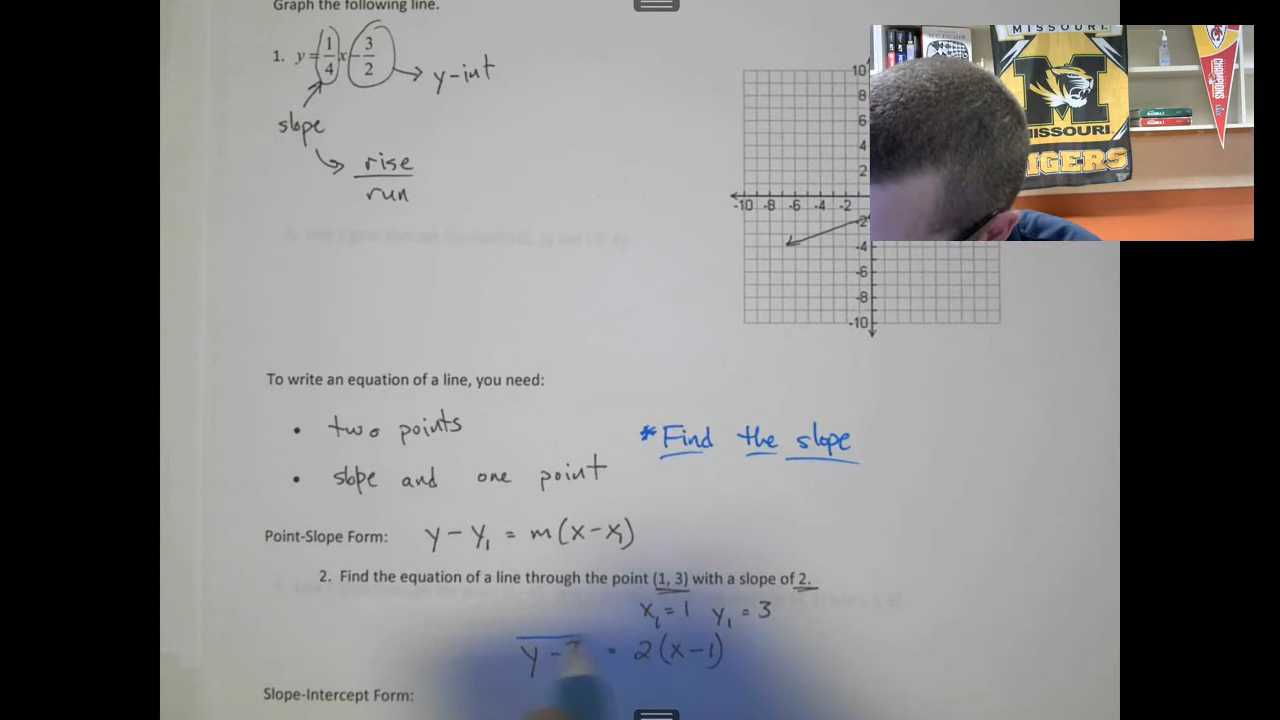 Graph the following line.
1. y = 1/4 x - 3/2
y-int
slope
rise
run
10
8
6
4
2
-10 -8 -6 -4 -2
-2
-4
-6
-8
-10
MISSOURI
M
MISSOURI
TIGERS
M.C. ESCHER
CHAMPIONS
To write an equation of a line, you need:
• two points
* Find the slope
• slope and one point
Point-Slope Form: y - y₁ = m(x - x₁)
2. Find the equation of a line through the point (1, 3) with a slope of 2.
x₁ = 1 y₁ = 3
y - 3 = 2(x - 1)
Slope-Intercept Form: